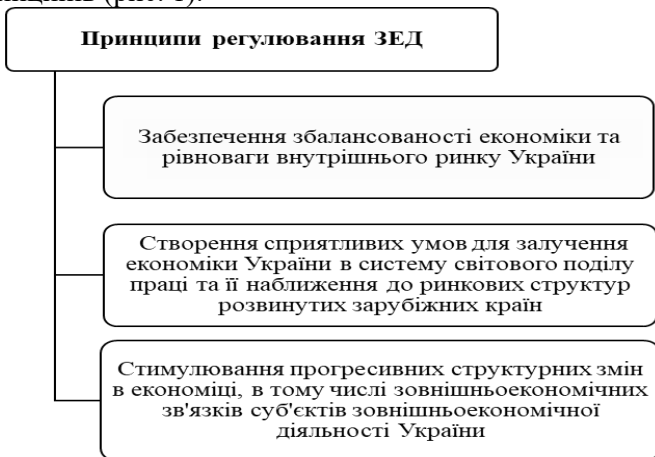 (рис. 1).
Принципи регулювання ЗЕД
Забезпечення збалансованості економіки та
рівноваги внутрішнього ринку України
Створення сприятливих умов для залучення
економіки України в систему світового поділу
праці та її наближення до ринкових структур
розвинутих зарубіжних країн
Стимулювання прогресивних структурних змін
в економіці, в тому числі зовнішньоекономічних
зв'язків суб'єктів зовнішньоекономічної
діяльності України